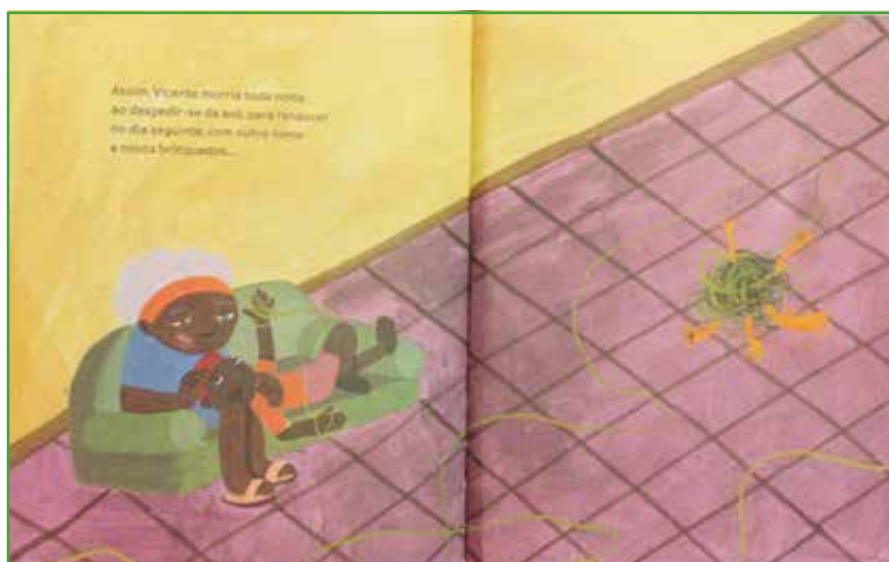 Assim, Vicente morria toda noite
ao despedir-se da avó, para renascer
no dia seguinte, com outro nome
e novos brinquedos...